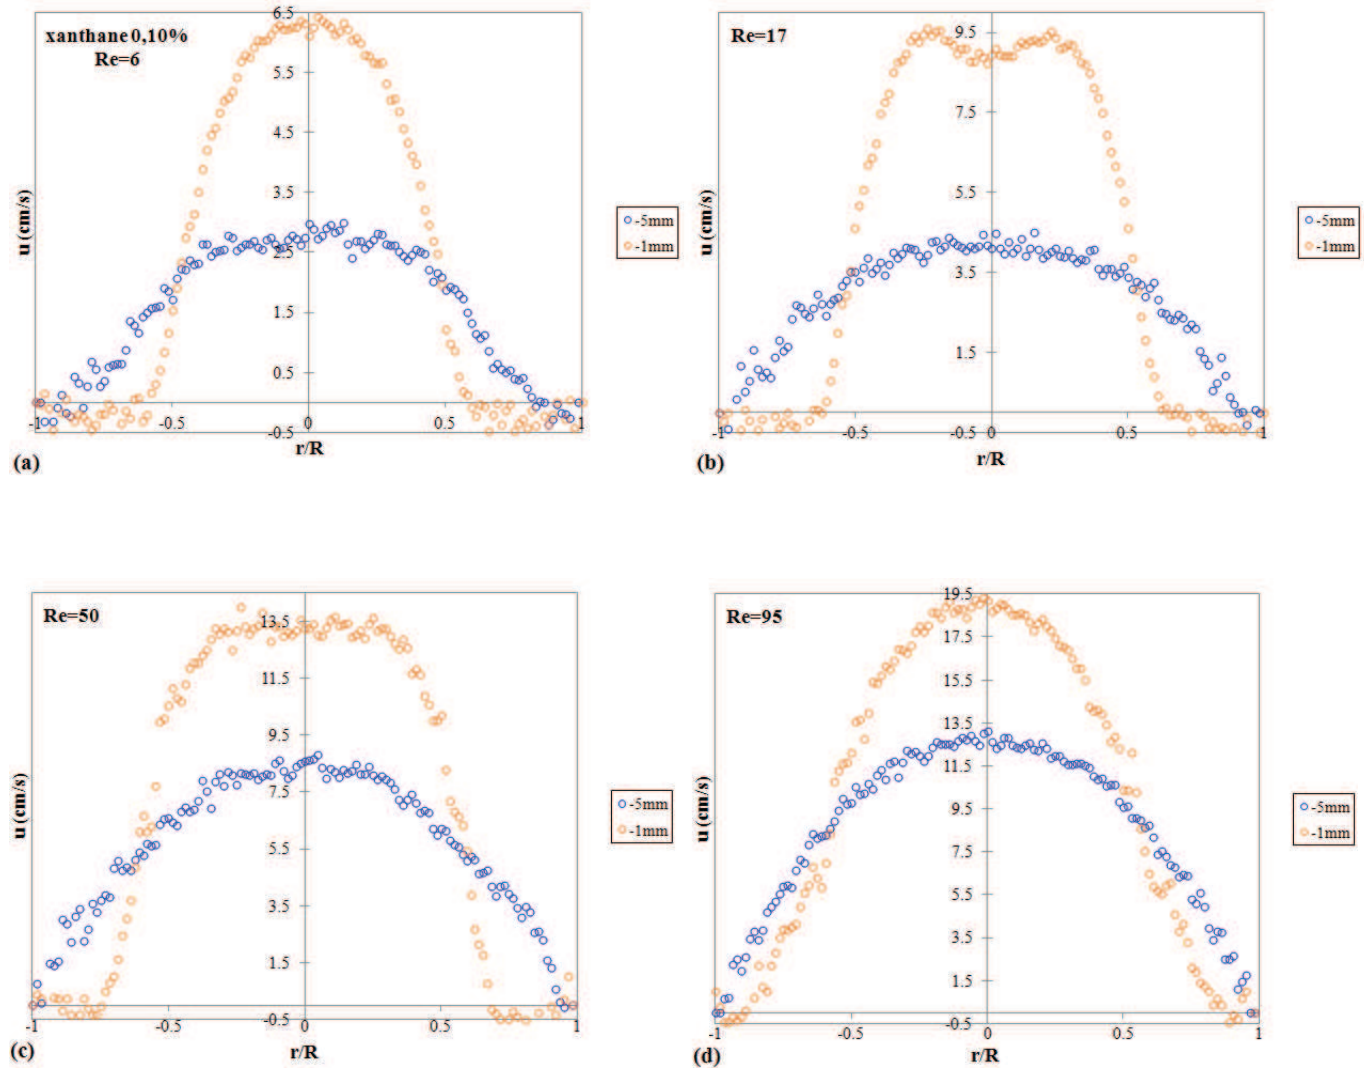 xanthane 0,10%
Re=6
6.5
5.5
4.5
3.5
2.5
1.5
0.5
-0.5
-1
-0.5
0
0.5
1
u (cm/s)
r/R
-5mm
-1mm
(a)
Re=17
9.5
7.5
5.5
3.5
1.5
-0.5
-1
-0.5
0
0.5
1
u (cm/s)
r/R
-5mm
-1mm
(b)
Re=50
13.5
11.5
9.5
7.5
5.5
3.5
1.5
-0.5
-1
-0.5
0
0.5
1
u (cm/s)
r/R
-5mm
-1mm
(c)
Re=95
19.5
17.5
15.5
13.5
11.5
9.5
7.5
5.5
3.5
1.5
-0.5
-1
-0.5
0
0.5
1
u (cm/s)
r/R
-5mm
-1mm
(d)